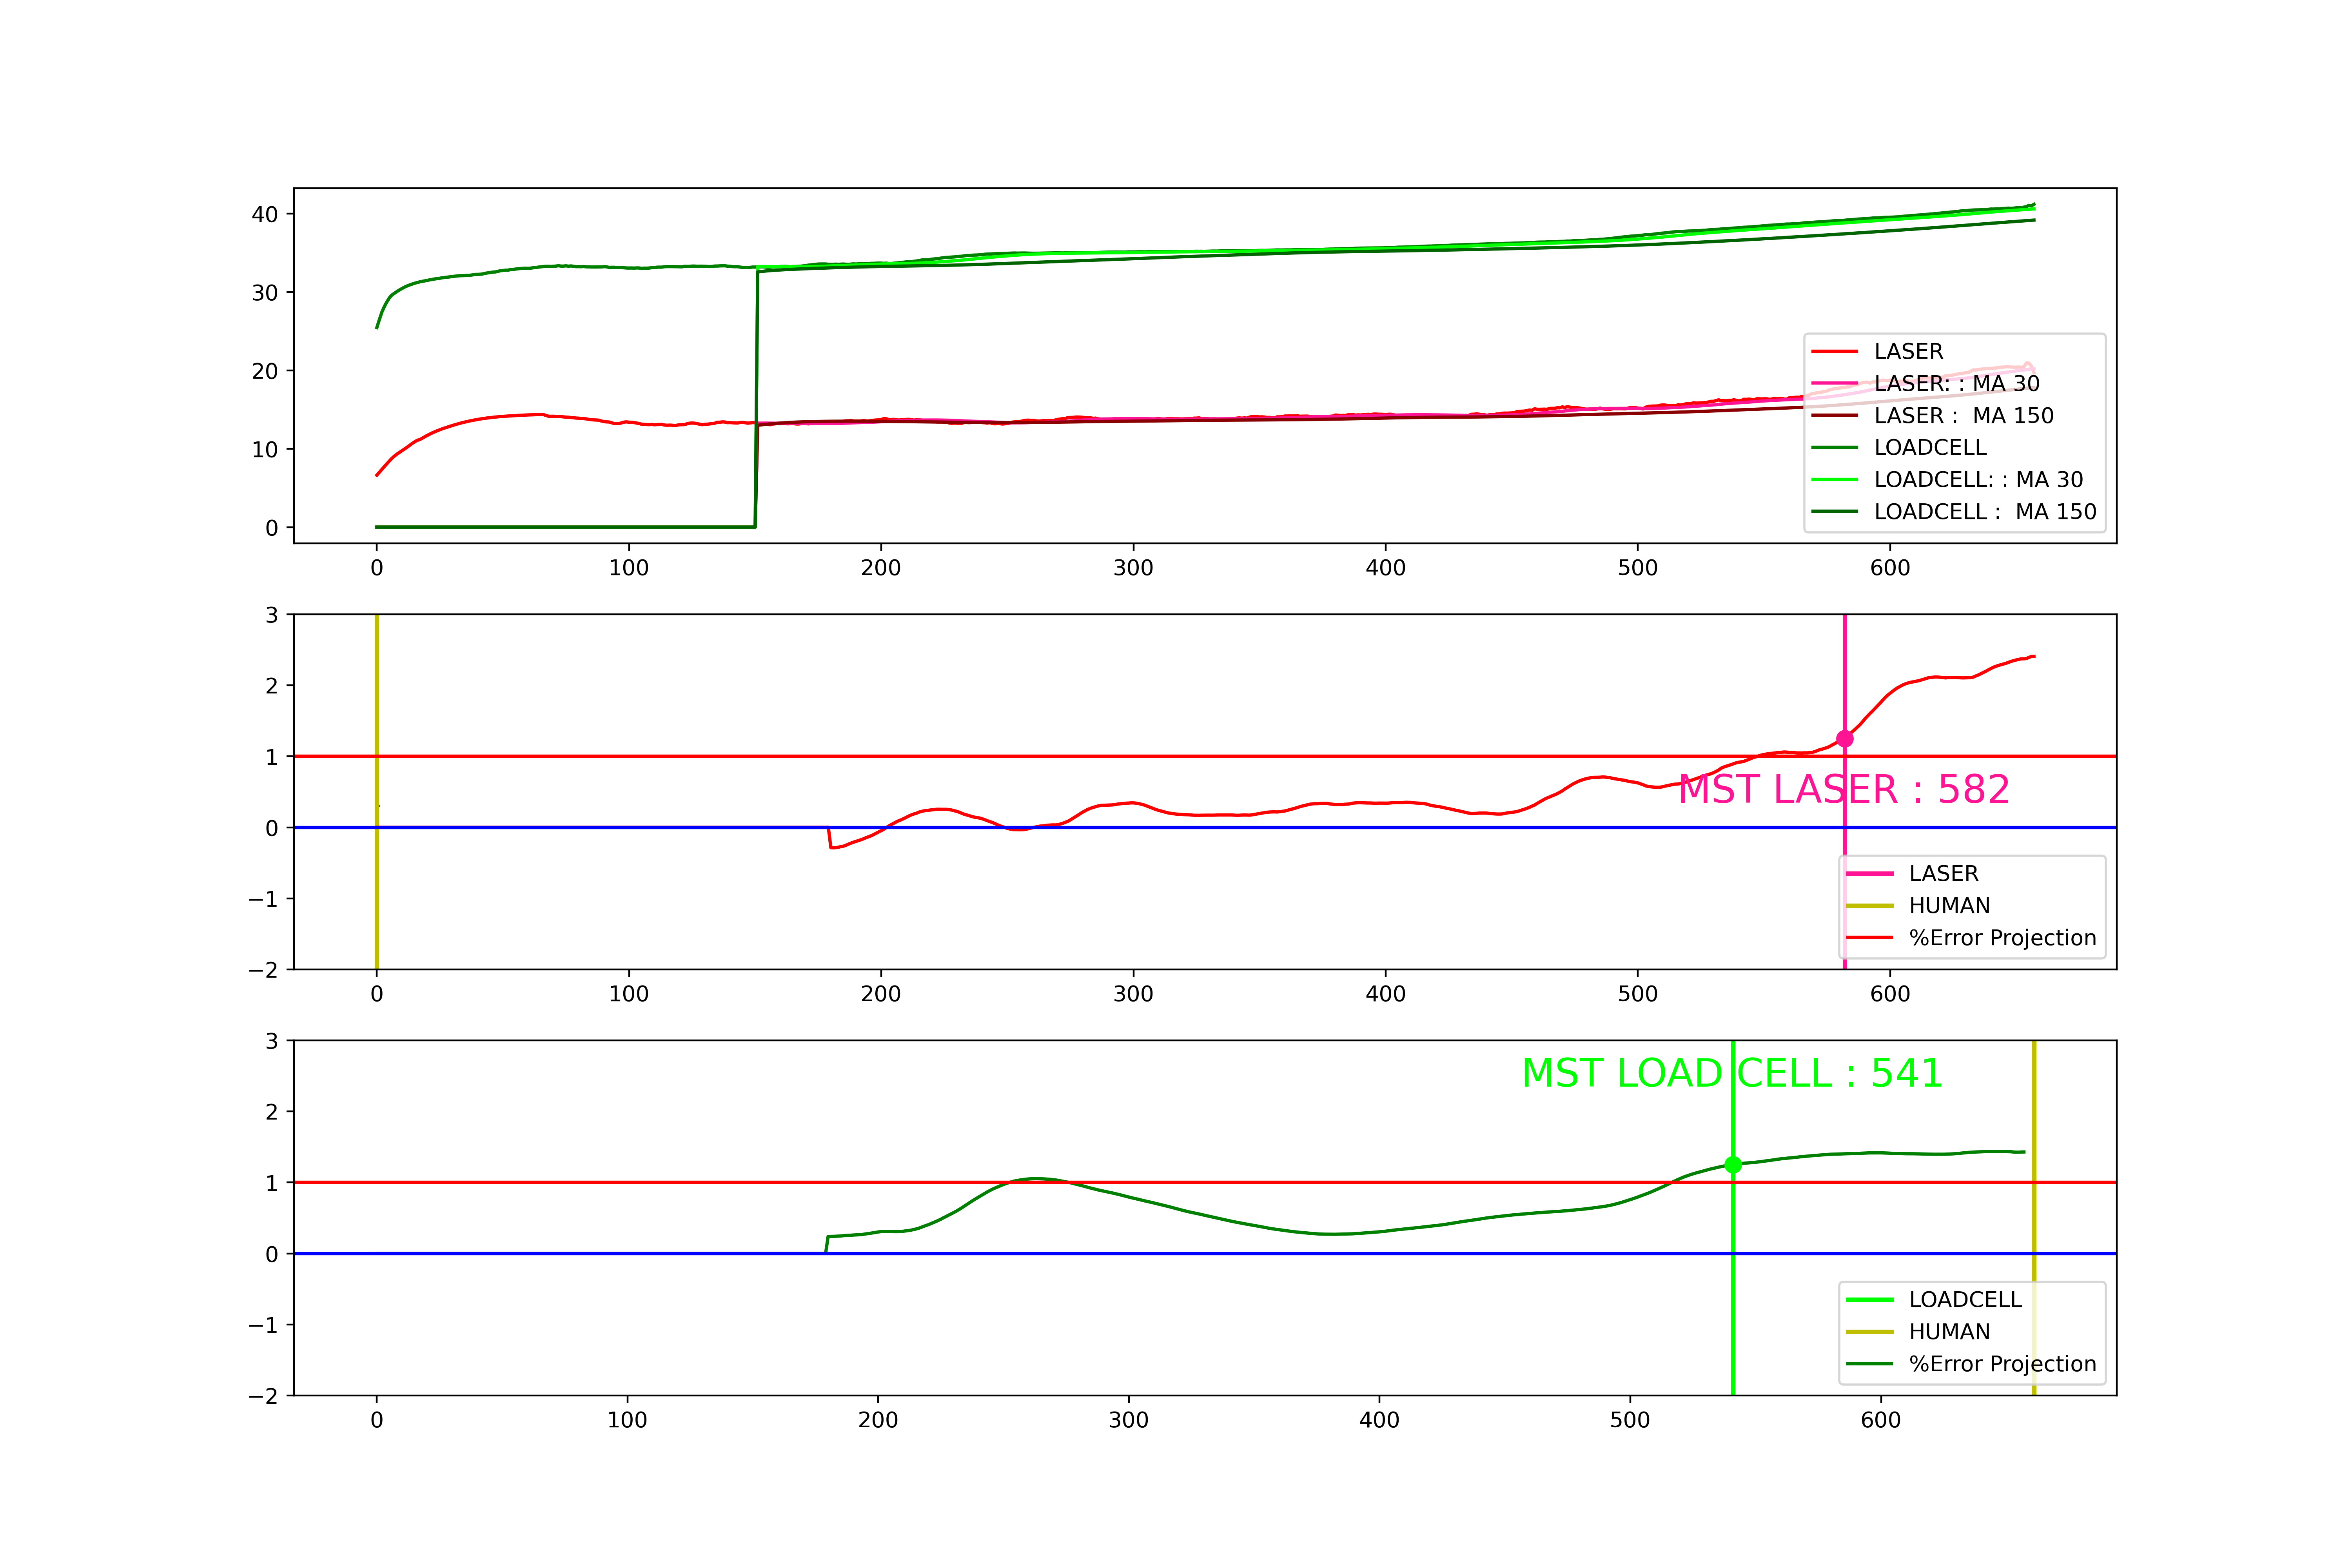 40
30
20
10
0
LASER
LASER: : MA 30
LASER :  MA 150
LOADCELL
LOADCELL: : MA 30
LOADCELL :  MA 150
0 100 200 300 400 500 600
3
2
1
0
−1
−2
MST LASER : 582
LASER
HUMAN
%Error Projection
0 100 200 300 400 500 600
3
2
1
0
−1
−2
MST LOAD CELL : 541
LOADCELL
HUMAN
%Error Projection
0 100 200 300 400 500 600